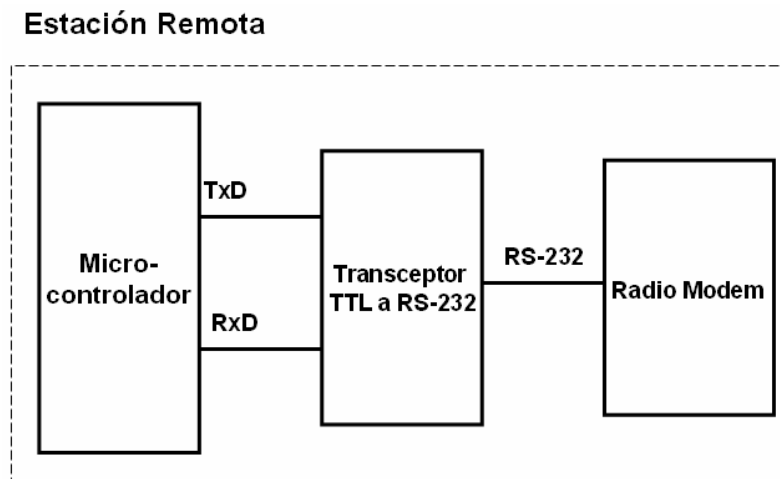 Estación Remota
TxD
Micro-
controlador
RxD
Transceptor
TTL a RS-232
RS-232
Radio Modem